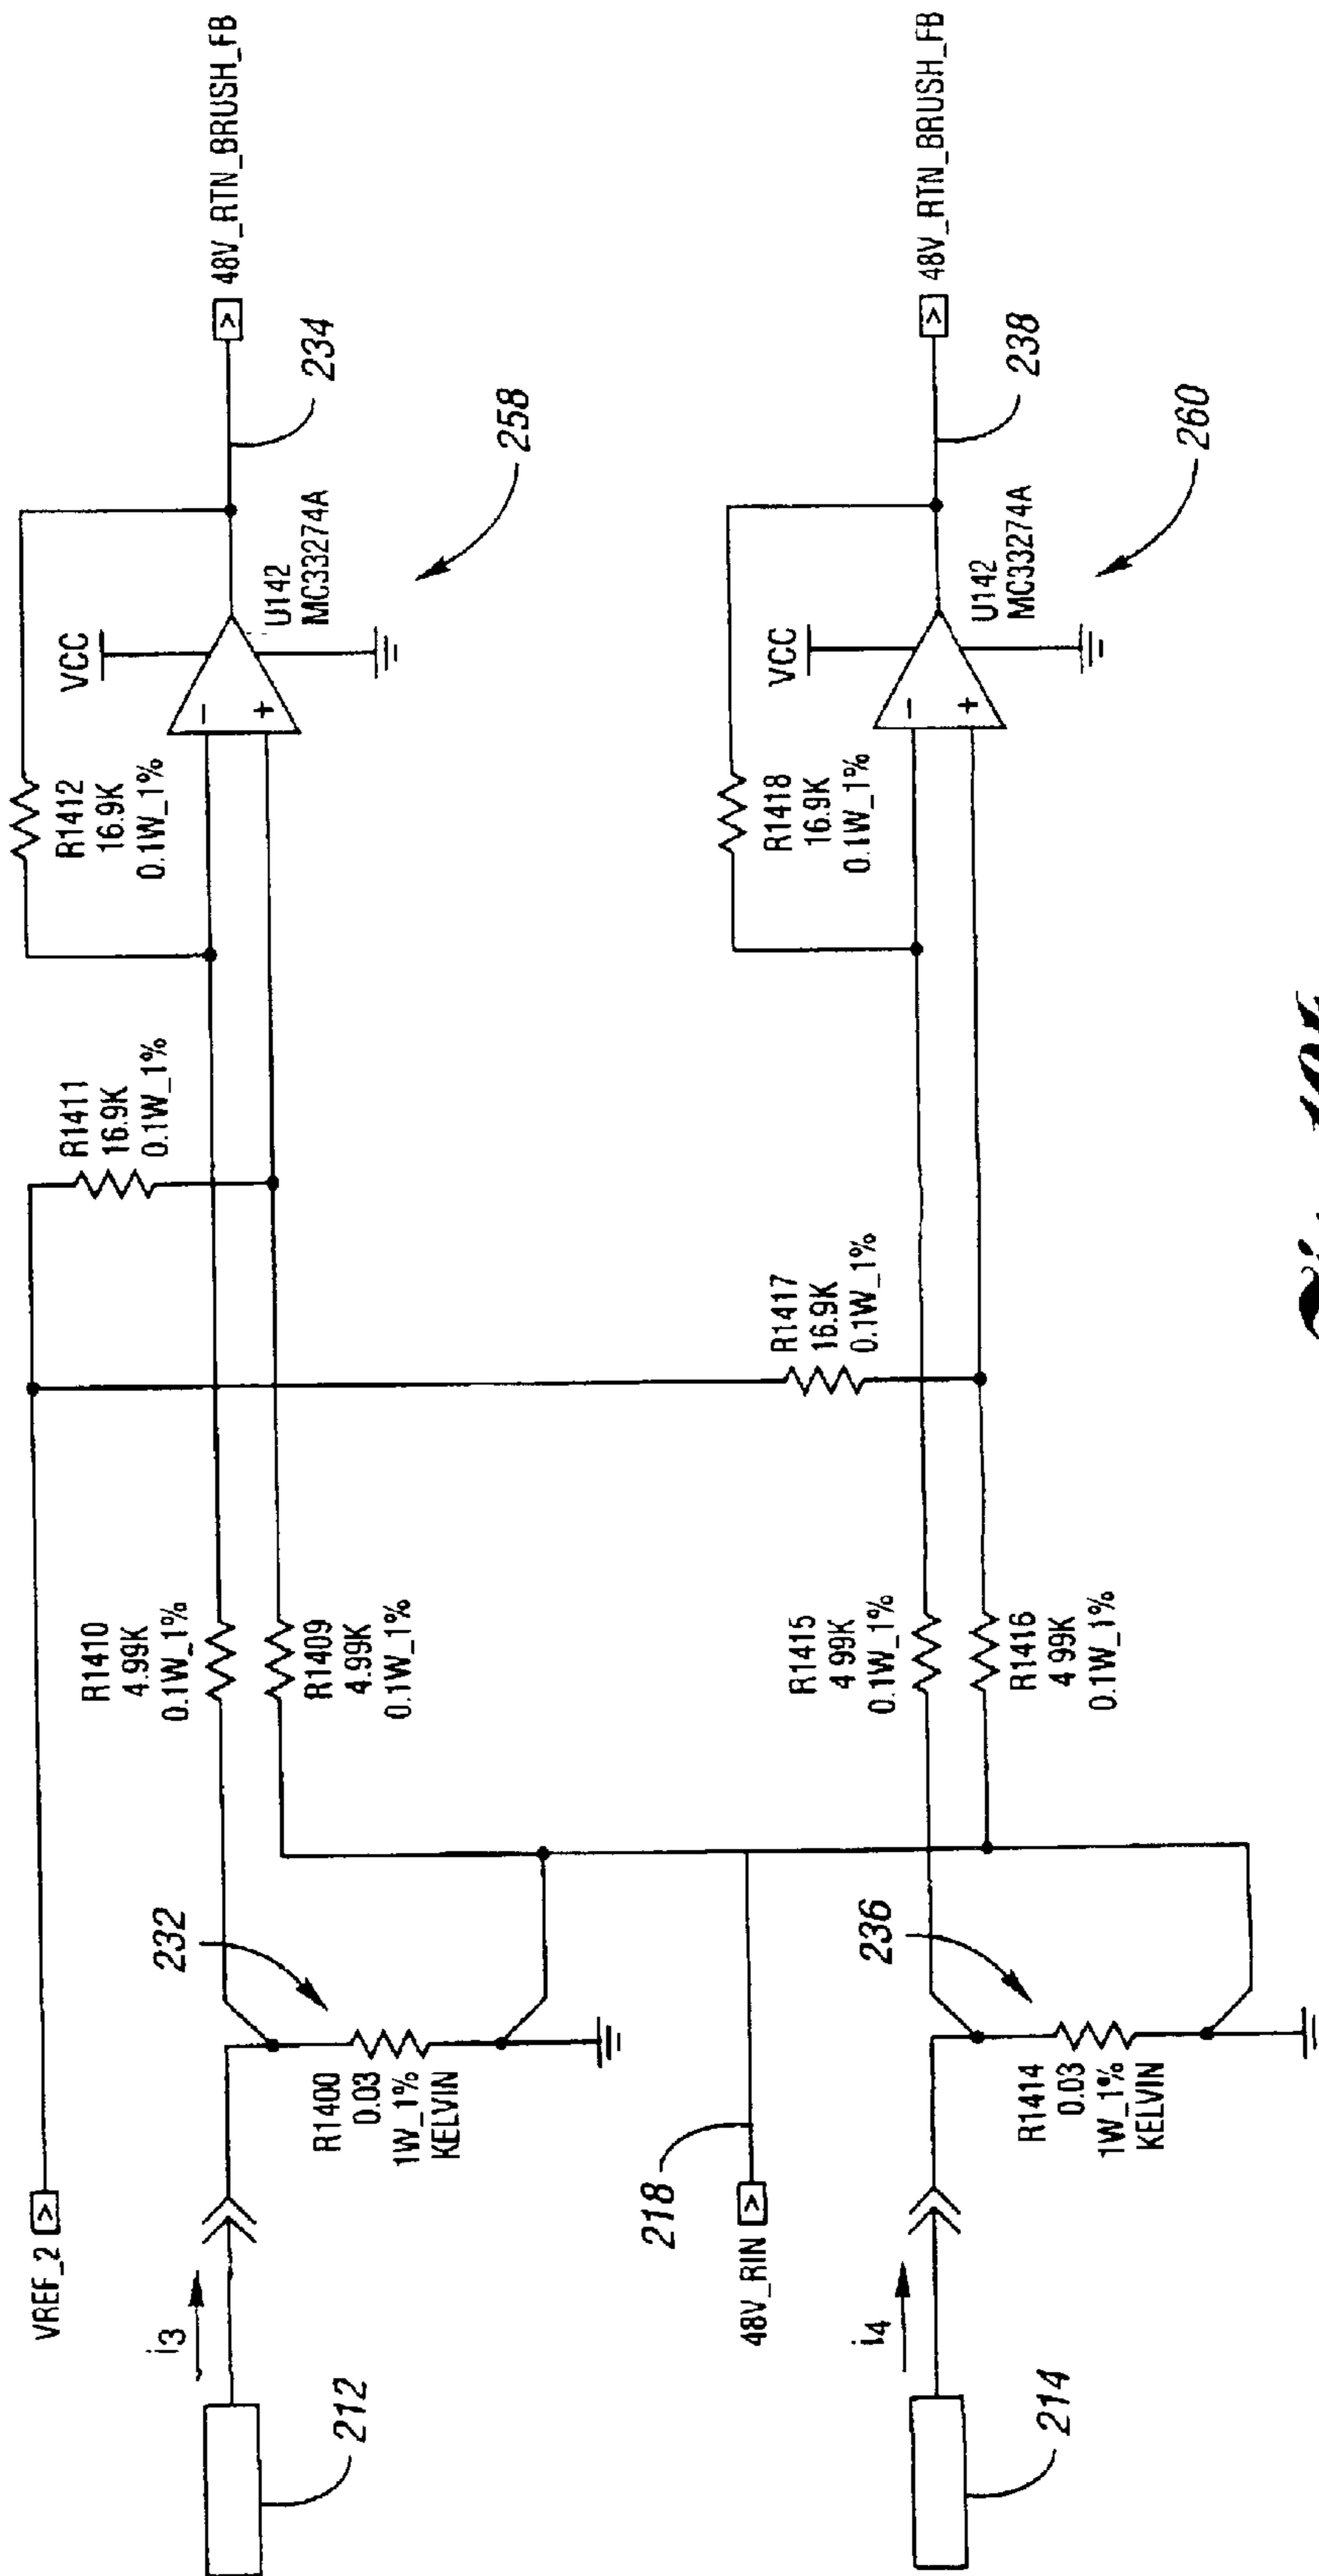 VREF_2
>
i3
212
R1400
0.03
1W_1%
KELVIN
232
R1410
4.99K
0.1W_1%
R1409
4.99K
0.1W_1%
R1411
16.9K
0.1W_1%
R1412
16.9K
0.1W_1%
VCC
-
+
U142
MC33274A
258
234
>
48V_RTN_BRUSH_FB
218
48V_RIN
>
i4
214
R1414
0.03
1W_1%
KELVIN
236
R1415
4 99K
0.1W_1%
R1416
4 99K
0.1W_1%
R1417
16.9K
0.1W_1%
R1418
16.9K
0.1W_1%
VCC
-
+
U142
MC33274A
260
238
>
48V_RTN_BRUSH_FB